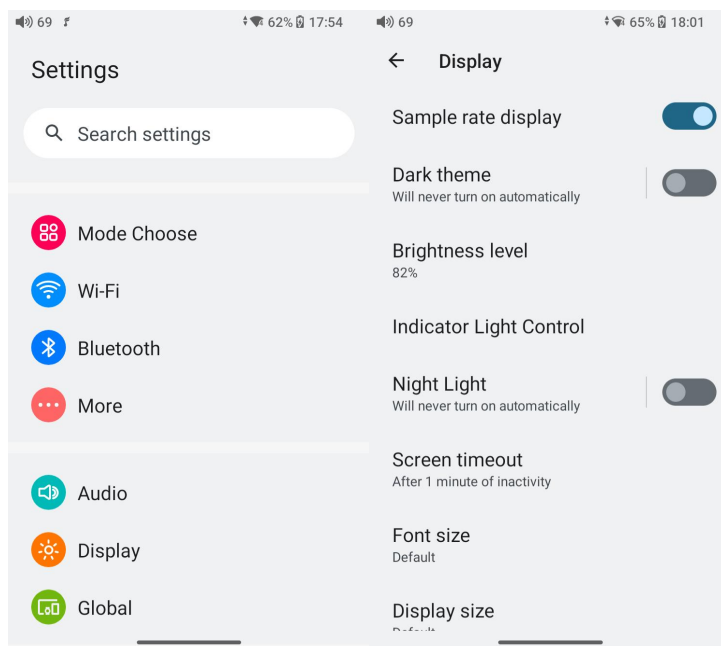 69
62% 17:54
Settings
Search settings
Mode Choose
Wi-Fi
Bluetooth
More
Audio
Display
Global
69
65% 18:01
Display
Sample rate display
Dark theme
Will never turn on automatically
Brightness level
82%
Indicator Light Control
Night Light
Will never turn on automatically
Screen timeout
After 1 minute of inactivity
Font size
Default
Display size
Default